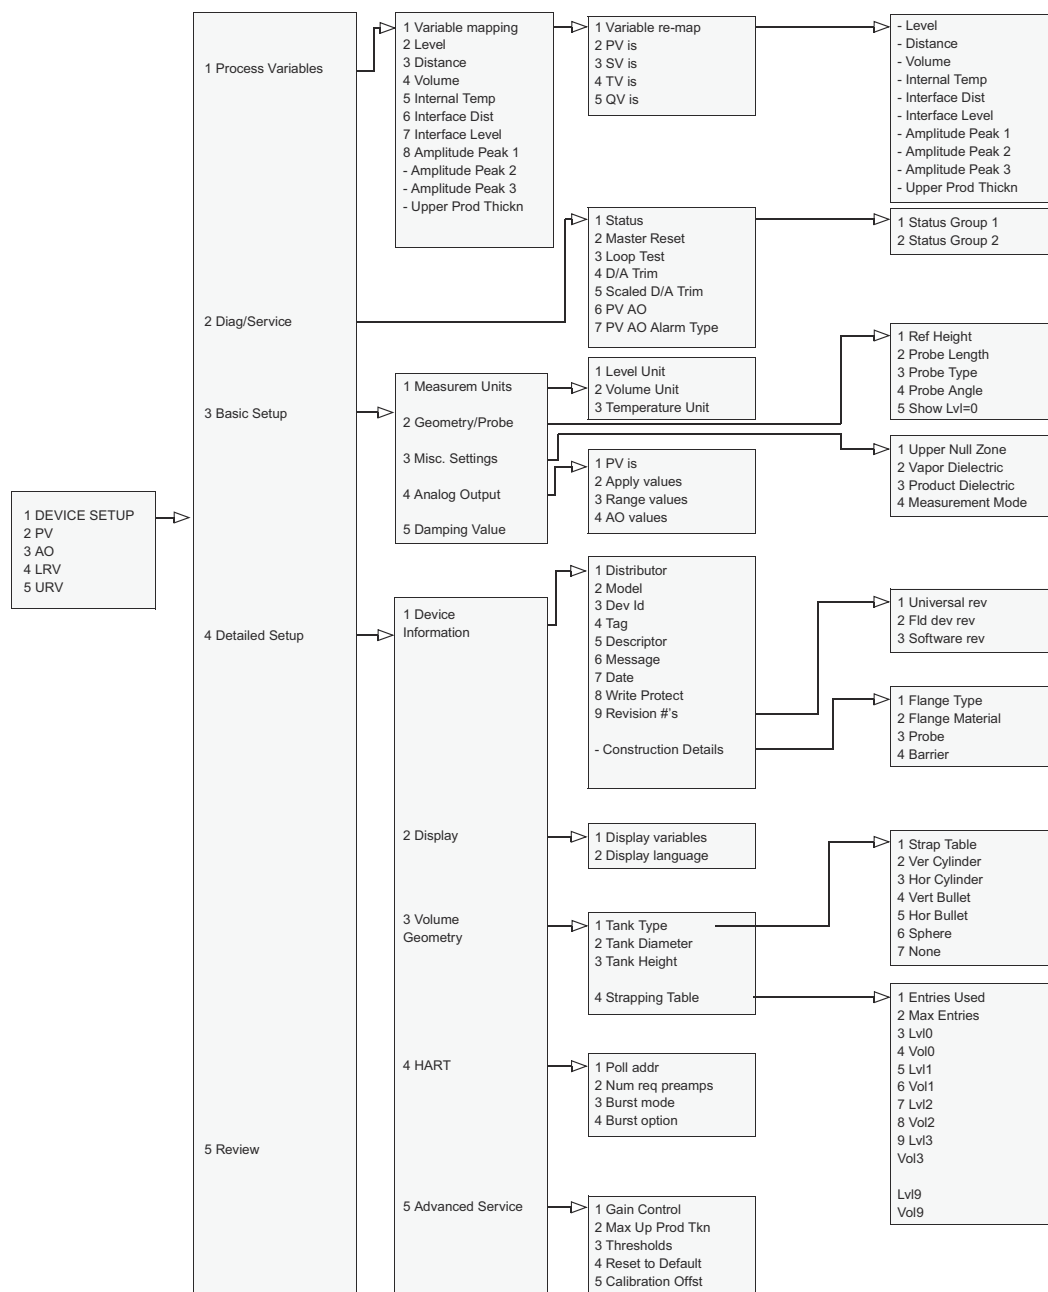 1 DEVICE SETUP
2 PV
3 AO
4 LRV
5 URV
1 Process Variables
2 Diag/Service
3 Basic Setup
4 Detailed Setup
5 Review
1 Variable mapping
2 Level
3 Distance
4 Volume
5 Internal Temp
6 Interface Dist
7 Interface Level
8 Amplitude Peak 1
- Amplitude Peak 2
- Amplitude Peak 3
- Upper Prod Thickn
1 Variable re-map
2 PV is
3 SV is
4 TV is
5 QV is
- Level
- Distance
- Volume
- Internal Temp
- Interface Dist
- Interface Level
- Amplitude Peak 1
- Amplitude Peak 2
- Amplitude Peak 3
- Upper Prod Thickn
1 Status
2 Master Reset
3 Loop Test
4 D/A Trim
5 Scaled D/A Trim
6 PV AO
7 PV AO Alarm Type
1 Status Group 1
2 Status Group 2
1 Measurem Units
2 Geometry/Probe
3 Misc. Settings
4 Analog Output
5 Damping Value
1 Level Unit
2 Volume Unit
3 Temperature Unit
1 Ref Height
2 Probe Length
3 Probe Type
4 Probe Angle
5 Show Lvl=0
1 Upper Null Zone
2 Vapor Dielectric
3 Product Dielectric
4 Measurement Mode
1 PV is
2 Apply values
3 Range values
4 AO values
1 Device
Information
2 Display
3 Volume
Geometry
4 HART
5 Advanced Service
1 Distributor
2 Model
3 Dev Id
4 Tag
5 Descriptor
6 Message
7 Date
8 Write Protect
9 Revision #'s
- Construction Details
1 Universal rev
2 Fld dev rev
3 Software rev
1 Flange Type
2 Flange Material
3 Probe
4 Barrier
1 Display variables
2 Display language
1 Tank Type
2 Tank Diameter
3 Tank Height
4 Strapping Table
1 Strap Table
2 Ver Cylinder
3 Hor Cylinder
4 Vert Bullet
5 Hor Bullet
6 Sphere
7 None
1 Entries Used
2 Max Entries
3 Lvl0
4 Vol0
5 Lvl1
6 Vol1
7 Lvl2
8 Vol2
9 Lvl3
Vol3
Lvl9
Vol9
1 Poll addr
2 Num req preamps
3 Burst mode
4 Burst option
1 Gain Control
2 Max Up Prod Tkn
3 Thresholds
4 Reset to Default
5 Calibration Offst